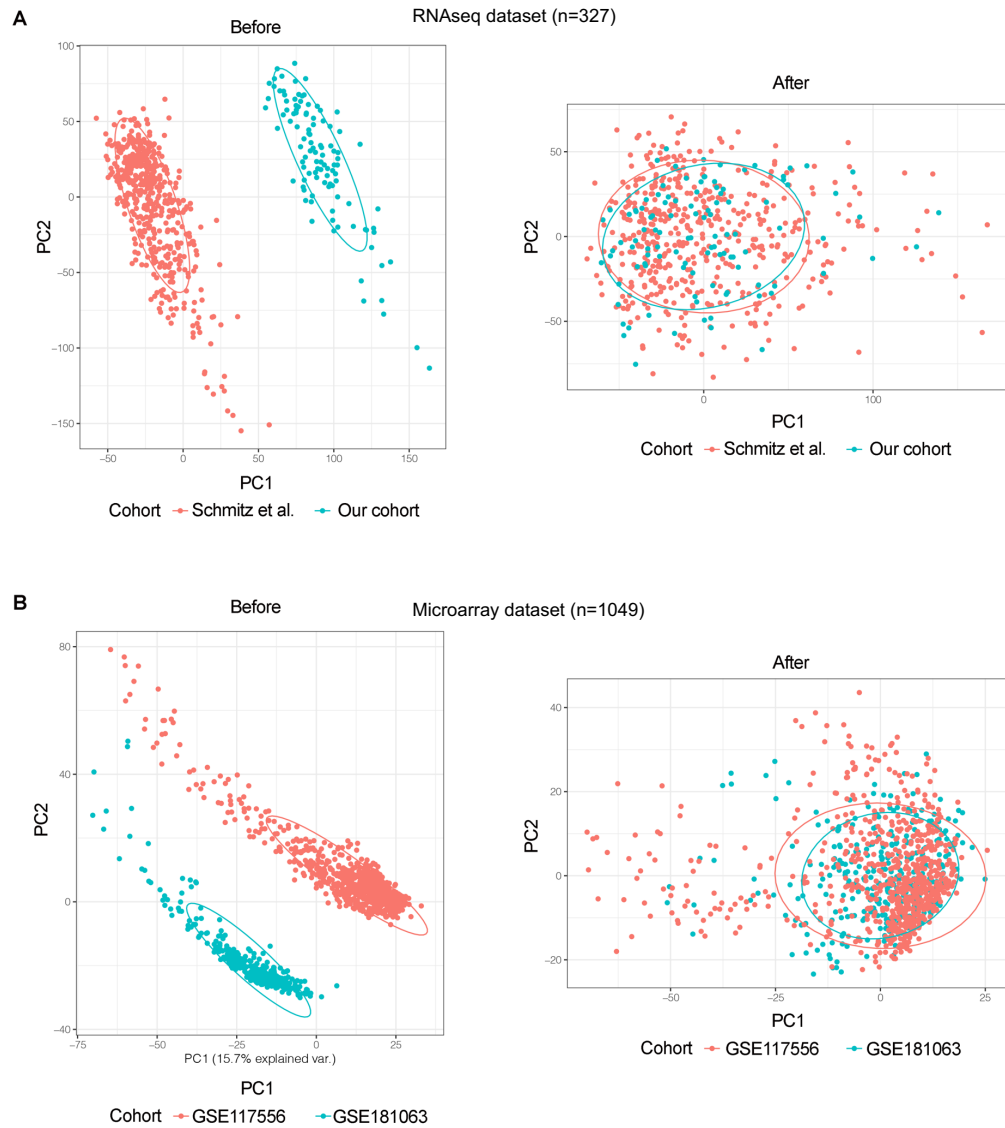 A
RNAseq dataset (n=327)
Before
After
PC2
100
50
0
−50
−100
−150
−50
0
50
100
150
PC1
Cohort Schmitz et al. Our cohort
PC2
50
0
−50
0
100
PC1
Cohort Schmitz et al. Our cohort
B
Microarray dataset (n=1049)
Before
After
PC2
80
40
0
−40
−75
−50
−25
0
25
PC1 (15.7% explained var.)
PC1
Cohort GSE117556 GSE181063
PC2
40
20
0
−20
−50
−25
0
25
PC1
Cohort GSE117556 GSE181063